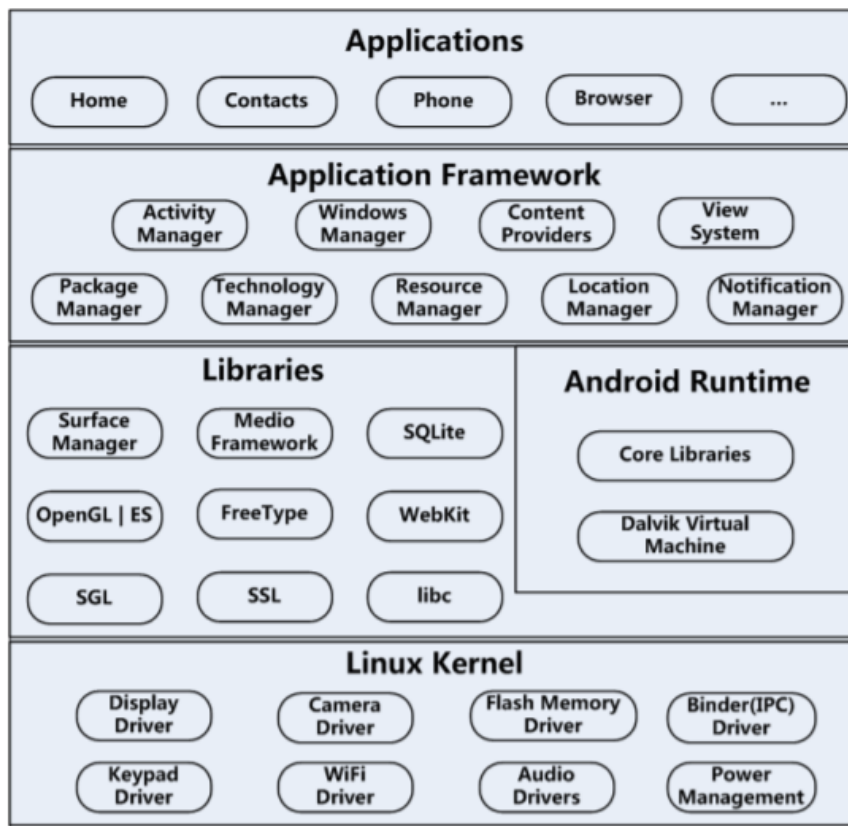 Applications
Home
Contacts
Phone
Browser
...
Application Framework
Activity
Manager
Windows
Manager
Content
Providers
View
System
Package
Manager
Technology
Manager
Resource
Manager
Location
Manager
Notification
Manager
Libraries
Surface
Manager
Medio
Framework
SQLite
OpenGL | ES
FreeType
WebKit
SGL
SSL
libc
Android Runtime
Core Libraries
Dalvik Virtual
Machine
Linux Kernel
Display
Driver
Camera
Driver
Flash Memory
Driver
Binder(IPC)
Driver
Keypad
Driver
WiFi
Driver
Audio
Drivers
Power
Management